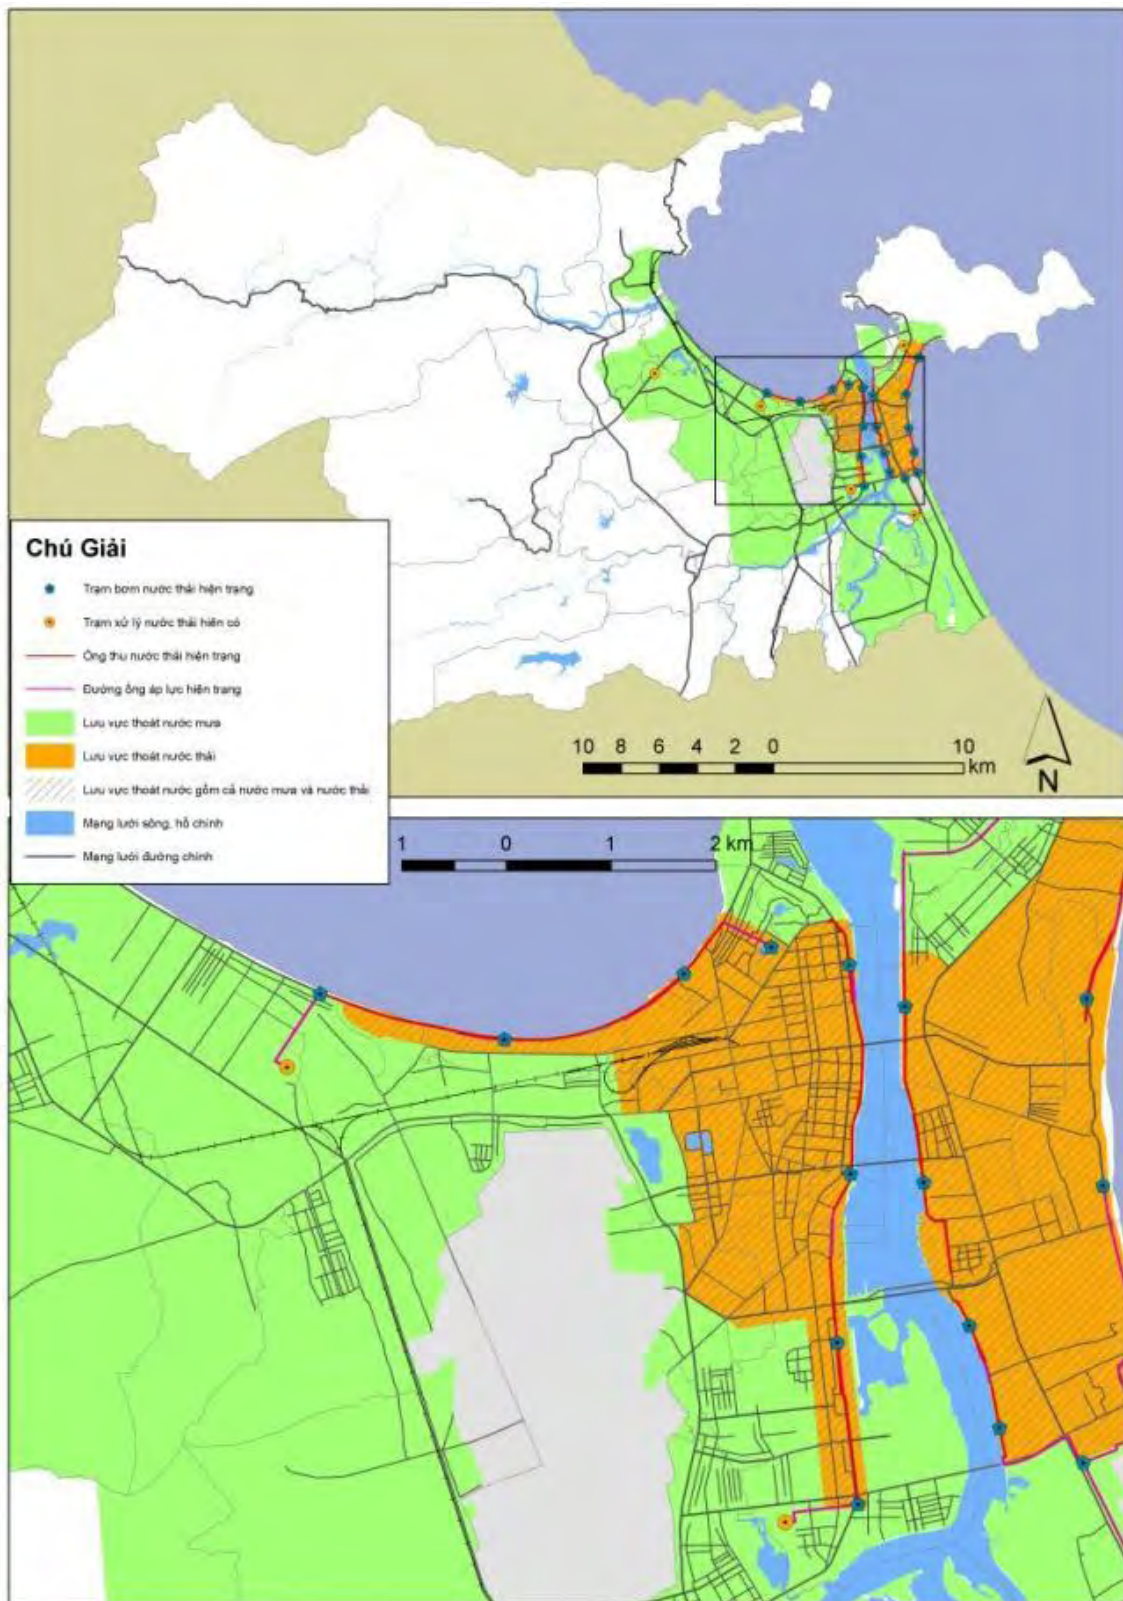 Chú Giải
Trạm bơm nước thải hiện trạng
Trạm xử lý nước thải hiên có
Ống thu nước thải hiện trạng
Đường ống áp lực hiện trạng
Lưu vực thoát nước mưa
Lưu vực thoát nước thải
Lưu vực thoát nước gồm cả nước mưa và nước thải
Mạng lưới sông, hồ chính
Mạng lưới đường chính
10 8 6 4 2 0 10
km
N
1 0 1 2 km